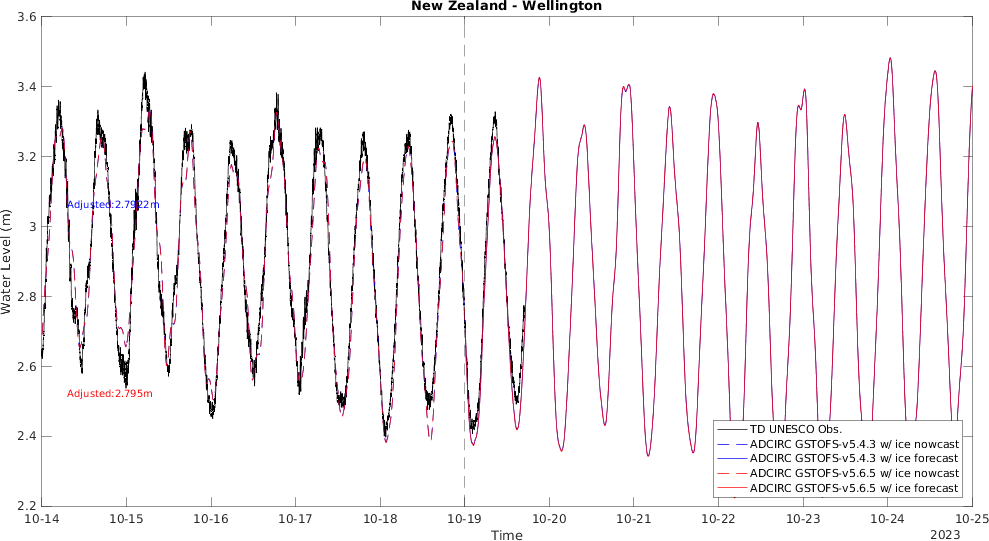 New Zealand - Wellington
3.6
3.4
3.2
3
2.8
2.6
2.4
2.2
Water Level (m)
Adjusted:2.7922m
Adjusted:2.795m
TD UNESCO Obs.
ADCIRC GSTOFS-v5.4.3 w/ ice nowcast
ADCIRC GSTOFS-v5.4.3 w/ ice forecast
ADCIRC GSTOFS-v5.6.5 w/ ice nowcast
ADCIRC GSTOFS-v5.6.5 w/ ice forecast
10-14 10-15 10-16 10-17 10-18 10-19 10-20 10-21 10-22 10-23 10-24 10-25
Time
2023